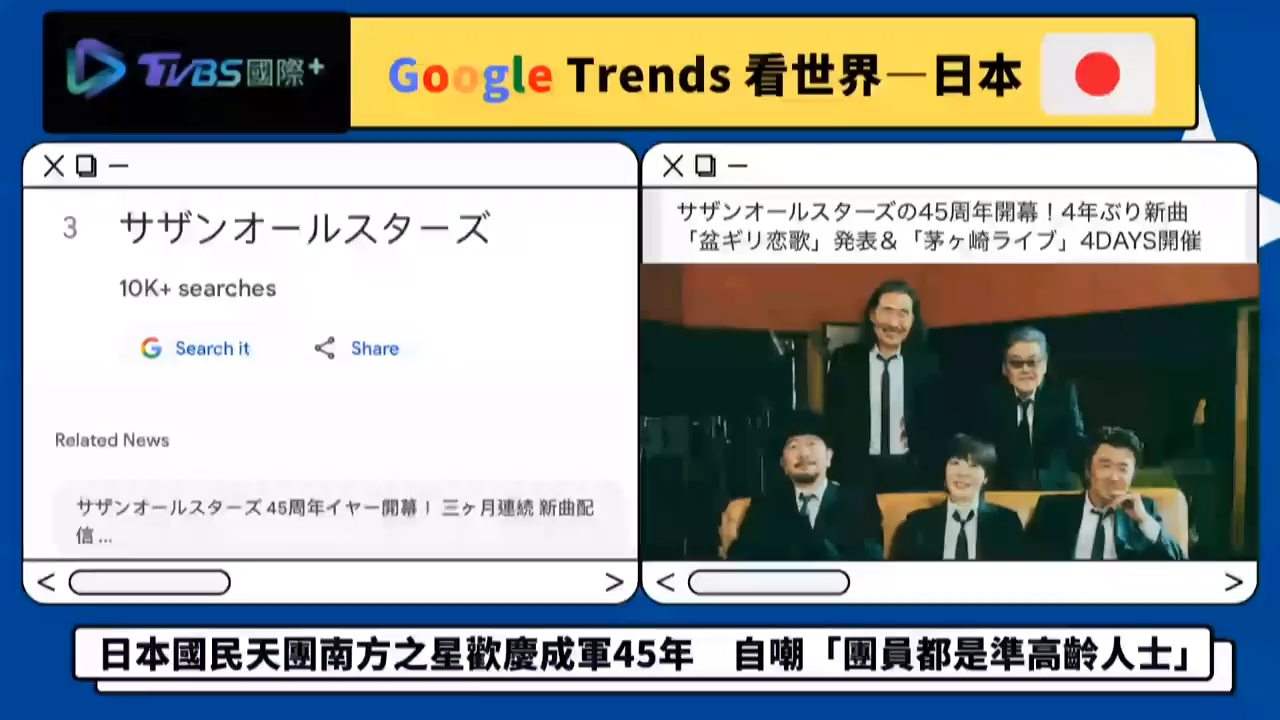 TVBS國際+
Google Trends 看世界—日本
3 サザンオールスターズ
10K+ searches
Search it Share
Related News
サザンオールスターズ 45周年イヤー開幕！ 三ヶ月連続 新曲配
信 ...
サザンオールスターズの45周年開幕！4年ぶり新曲
「盆ギリ恋歌」発表＆「茅ヶ崎ライブ」4DAYS開催
日本國民天團南方之星歡慶成軍45年 自嘲「團員都是準高齡人士」